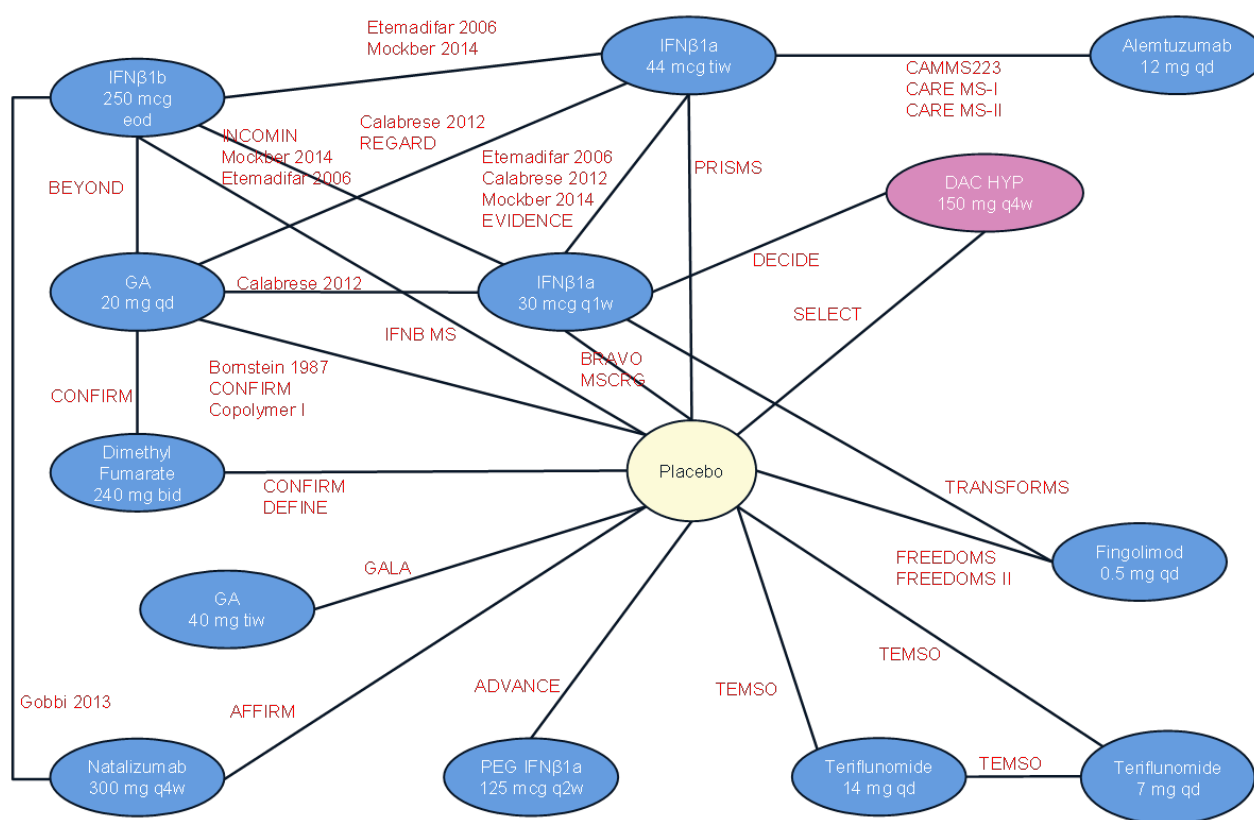 Etemadifar 2006
Mockber 2014
IFNβ1a
44 mcg tiw
Alemtuzumab
12 mg qd
IFNβ1b
250 mcg
eod
CAMMS223
CARE MS-I
CARE MS-II
INCOMIN
Mockber 2014
Etemadifar 2006
Calabrese 2012
REGARD
Etemadifar 2006
Calabrese 2012
Mockber 2014
EVIDENCE
PRISMS
BEYOND
DAC HYP
150 mg q4w
GA
20 mg qd
Calabrese 2012
IFNβ1a
30 mcg q1w
DECIDE
SELECT
IFNB MS
BRAVO
MSCRG
Bornstein 1987
CONFIRM
Copolymer I
CONFIRM
Dimethyl
Fumarate
240 mg bid
Placebo
CONFIRM
DEFINE
TRANSFORMS
FREEDOMS
FREEDOMS II
Fingolimod
0.5 mg qd
GALA
GA
40 mg tiw
TEMSO
Gobbi 2013
AFFIRM
ADVANCE
TEMSO
Natalizumab
300 mg q4w
PEG IFNβ1a
125 mcg q2w
Teriflunomide
14 mg qd
TEMSO
Teriflunomide
7 mg qd